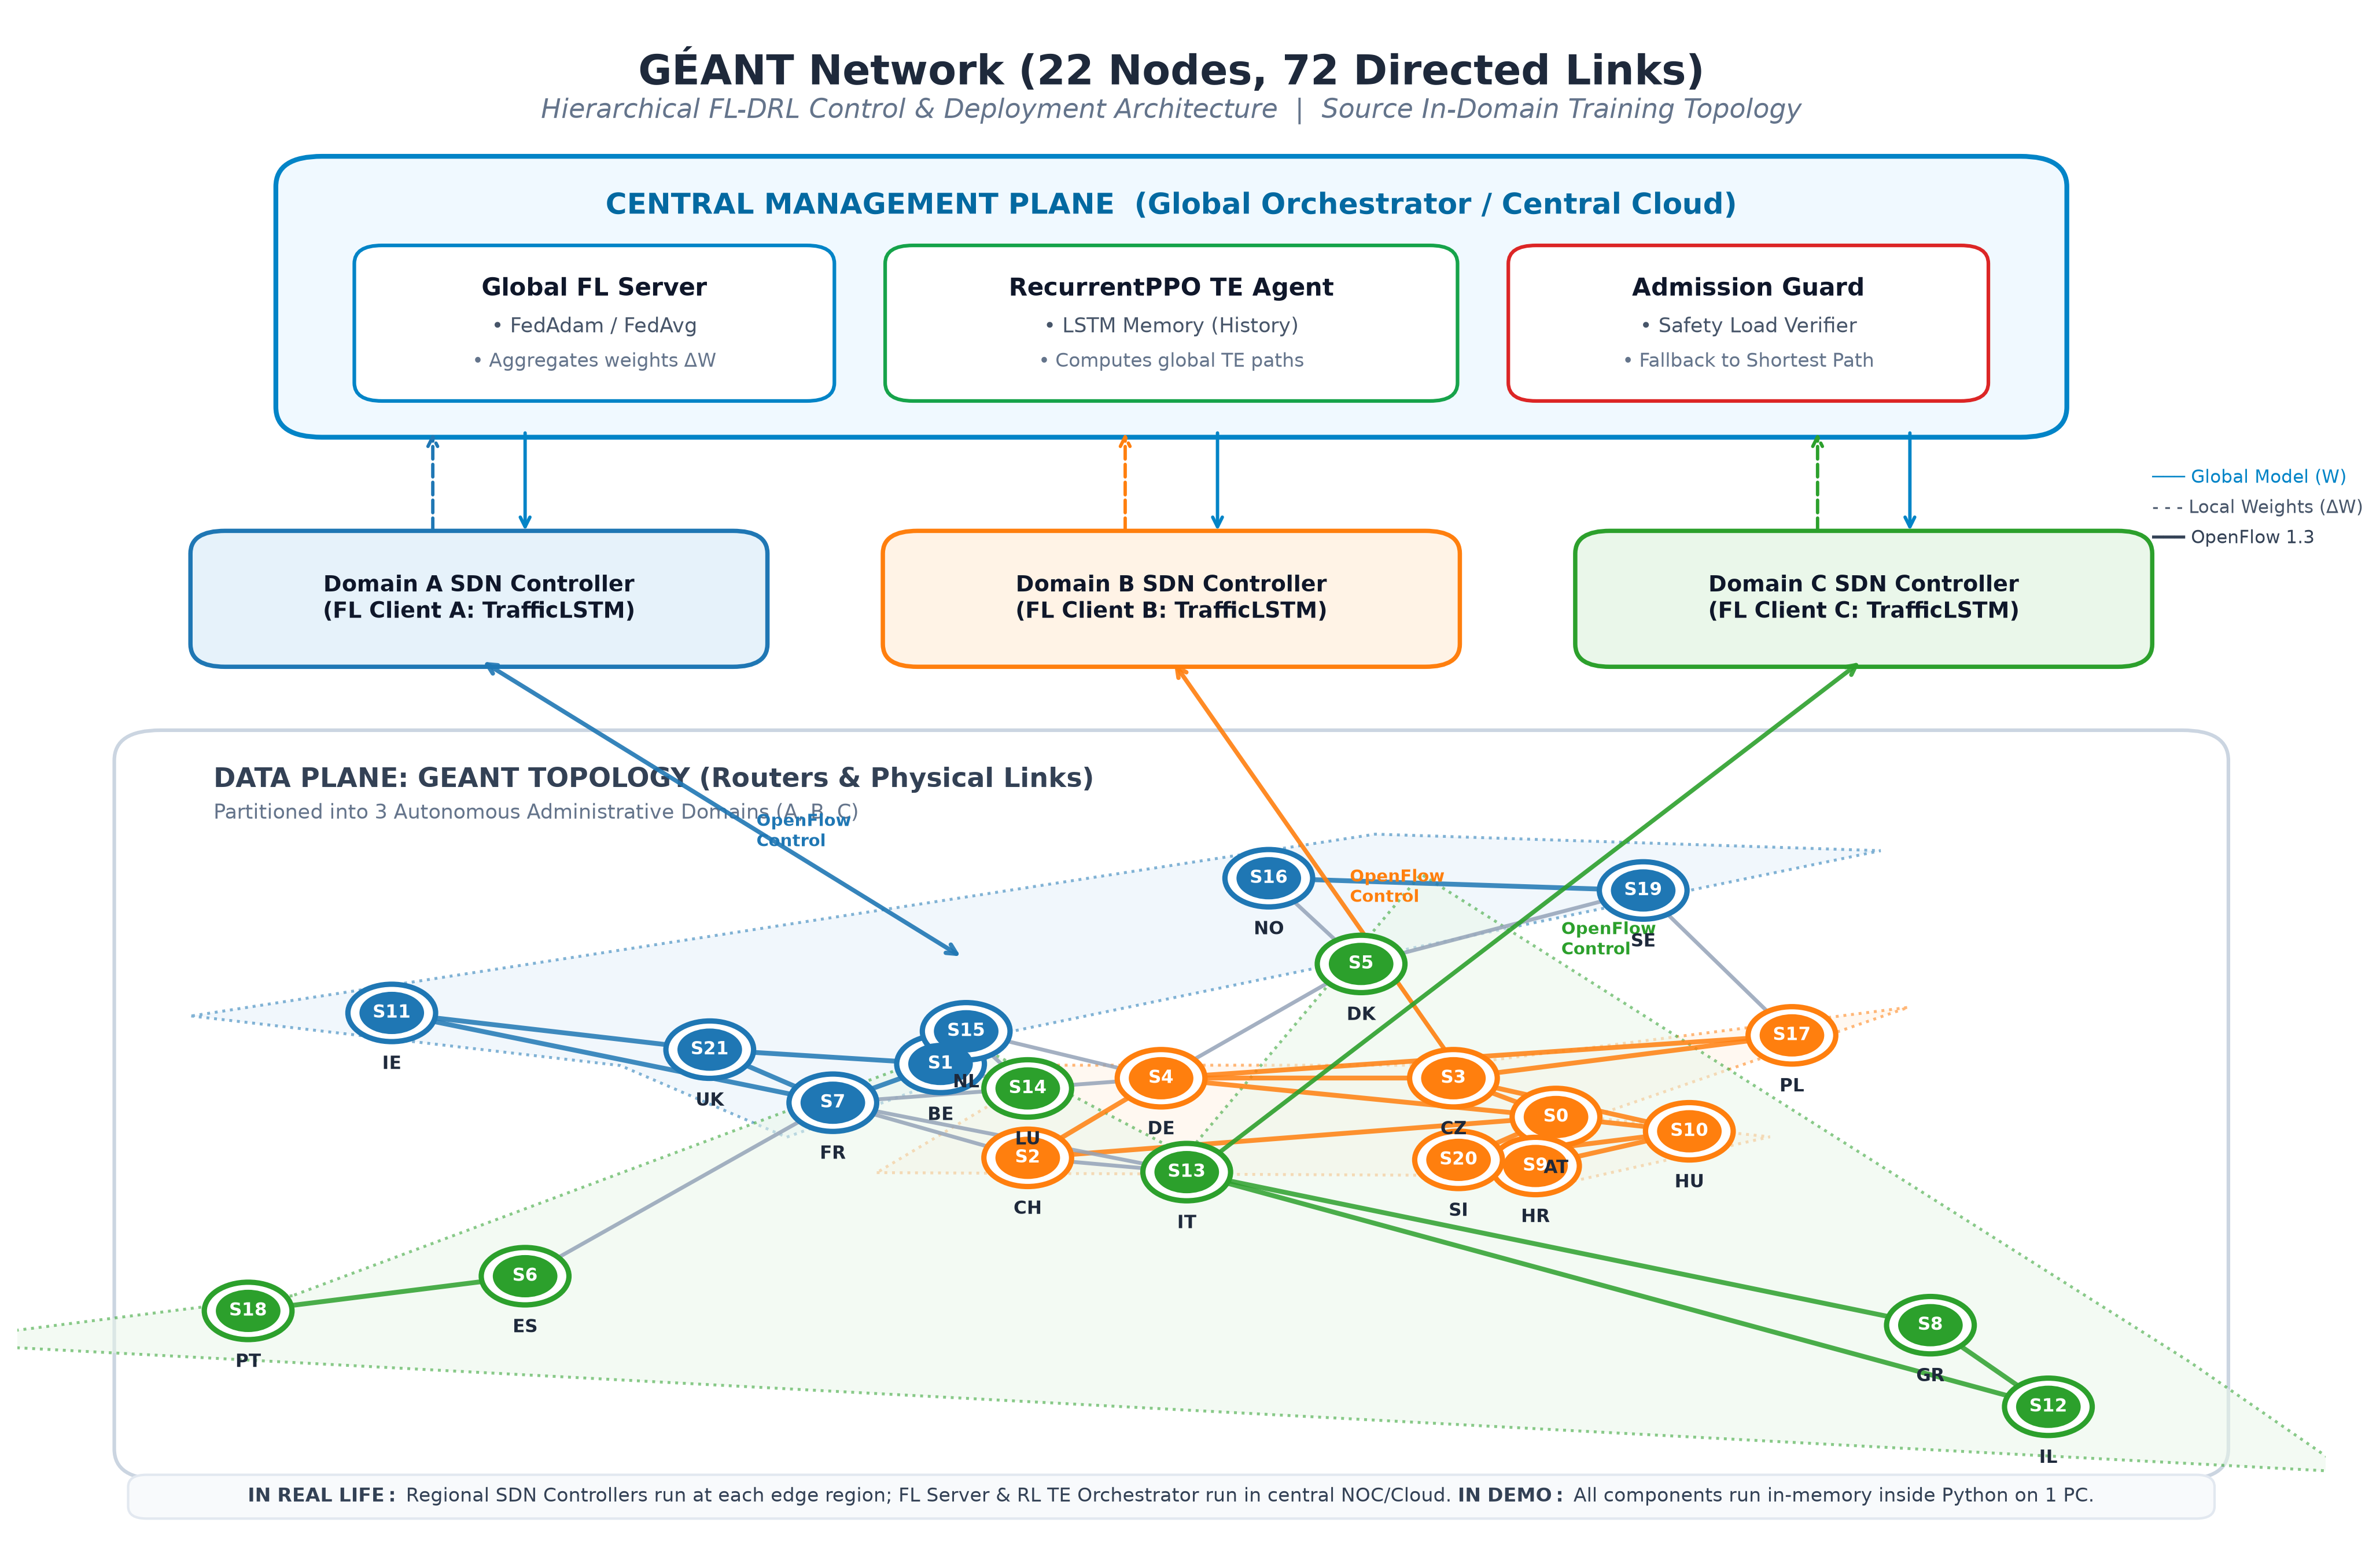 GÉANT Network (22 Nodes, 72 Directed Links)
Hierarchical FL-DRL Control & Deployment Architecture | Source In-Domain Training Topology
CENTRAL MANAGEMENT PLANE (Global Orchestrator / Central Cloud)
Global FL Server
• FedAdam / FedAvg
• Aggregates weights ΔW
RecurrentPPO TE Agent
• LSTM Memory (History)
• Computes global TE paths
Admission Guard
• Safety Load Verifier
• Fallback to Shortest Path
Global Model (W)
- - - Local Weights (ΔW)
OpenFlow 1.3
Domain A SDN Controller
(FL Client A: TrafficLSTM)
Domain B SDN Controller
(FL Client B: TrafficLSTM)
Domain C SDN Controller
(FL Client C: TrafficLSTM)
DATA PLANE: GEANT TOPOLOGY (Routers & Physical Links)
Partitioned into 3 Autonomous Administrative Domains (A, B, C)
OpenFlow
Control
OpenFlow
Control
OpenFlow
Control
S16
NO
S19
SE
S5
DK
S11
IE
S21
UK
S15
NL
S1
BE
S7
FR
S14
LU
S4
DE
S3
CZ
S17
PL
S0
AT
S10
HU
S2
CH
S13
IT
S20
SI
S9
HR
S6
ES
S18
PT
S8
GR
S12
IL
IN REAL LIFE: Regional SDN Controllers run at each edge region; FL Server & RL TE Orchestrator run in central NOC/Cloud. IN DEMO: All components run in-memory inside Python on 1 PC.